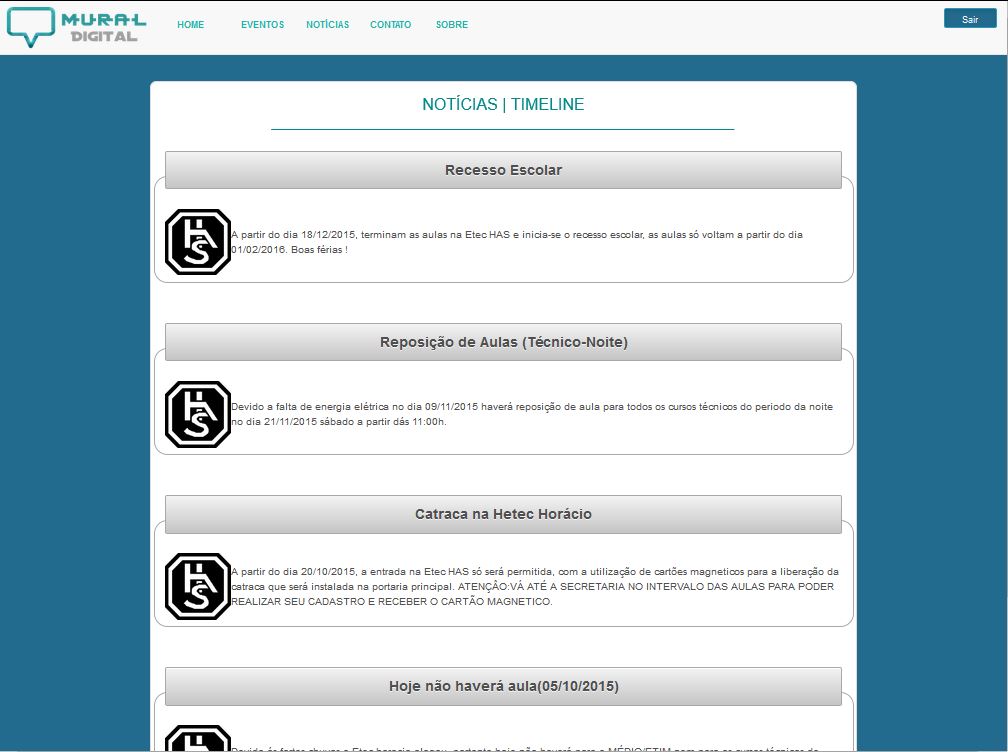 MURAL
DIGITAL
HOME
EVENTOS
NOTÍCIAS
CONTATO
SOBRE
Sair
NOTÍCIAS | TIMELINE
Recesso Escolar
HAS
A partir do dia 18/12/2015, terminam as aulas na Etec HAS e inicia-se o recesso escolar, as aulas só voltam a partir do dia
01/02/2016. Boas férias !
Reposição de Aulas (Técnico-Noite)
HAS
Devido a falta de energia elétrica no dia 09/11/2015 haverá reposição de aula para todos os cursos técnicos do periodo da noite
no dia 21/11/2015 sábado a partir dás 11:00h.
Catraca na Hetec Horácio
HAS
A partir do dia 20/10/2015, a entrada na Etec HAS só será permitida, com a utilização de cartões magneticos para a liberação da
catraca que será instalada na portaria principal. ATENÇÂO:VÁ ATÉ A SECRETARIA NO INTERVALO DAS AULAS PARA PODER
REALIZAR SEU CADASTRO E RECEBER O CARTÃO MAGNETICO.
Hoje não haverá aula(05/10/2015)